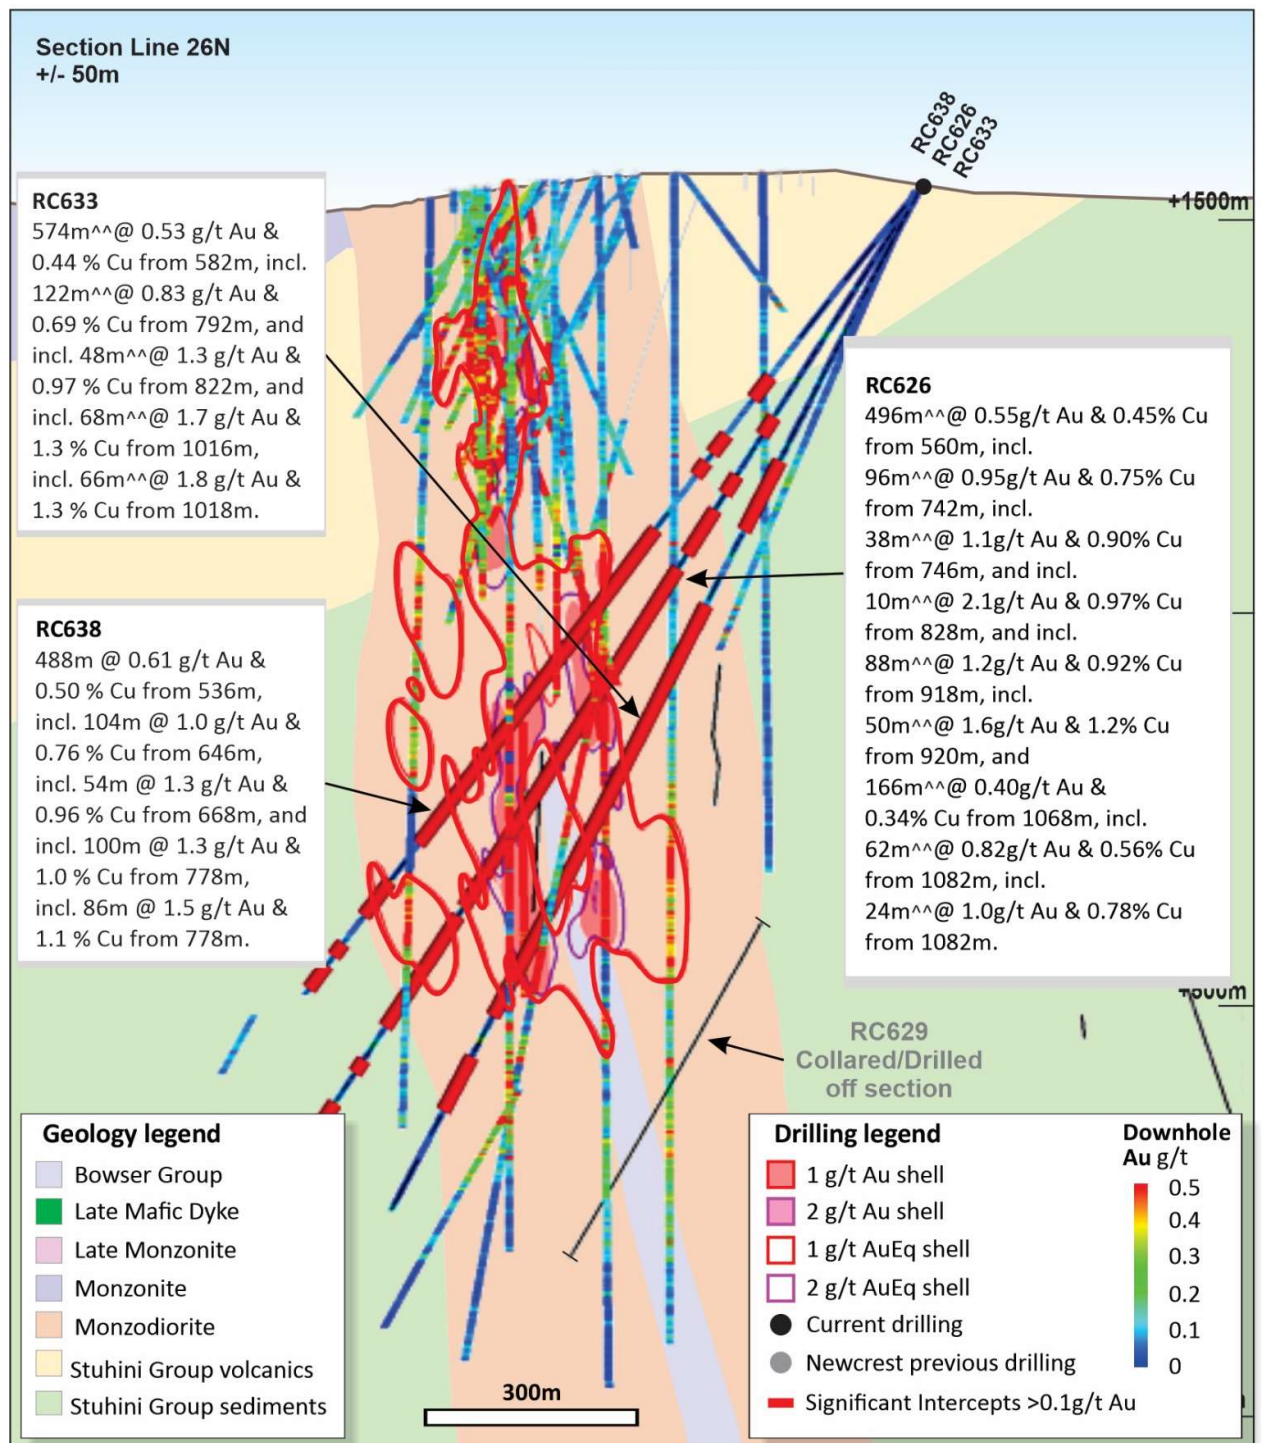 Section Line 26N
+/- 50m
RC638
RC626
RC633
+1500m
RC633
574m^^@ 0.53 g/t Au &
0.44 % Cu from 582m, incl.
122m^^@ 0.83 g/t Au &
0.69 % Cu from 792m, and
incl. 48m^^@ 1.3 g/t Au &
0.97 % Cu from 822m, and
incl. 68m^^@ 1.7 g/t Au &
1.3 % Cu from 1016m,
incl. 66m^^@ 1.8 g/t Au &
1.3 % Cu from 1018m.
RC626
496m^^@ 0.55g/t Au & 0.45% Cu
from 560m, incl.
96m^^@ 0.95g/t Au & 0.75% Cu
from 742m, incl.
38m^^@ 1.1g/t Au & 0.90% Cu
from 746m, and incl.
10m^^@ 2.1g/t Au & 0.97% Cu
from 828m, and incl.
88m^^@ 1.2g/t Au & 0.92% Cu
from 918m, incl.
50m^^@ 1.6g/t Au & 1.2% Cu
from 920m, and
166m^^@ 0.40g/t Au &
0.34% Cu from 1068m, incl.
62m^^@ 0.82g/t Au & 0.56% Cu
from 1082m, incl.
24m^^@ 1.0g/t Au & 0.78% Cu
from 1082m.
RC638
488m @ 0.61 g/t Au &
0.50 % Cu from 536m,
incl. 104m @ 1.0 g/t Au &
0.76 % Cu from 646m,
incl. 54m @ 1.3 g/t Au &
0.96 % Cu from 668m, and
incl. 100m @ 1.3 g/t Au &
1.0 % Cu from 778m,
incl. 86m @ 1.5 g/t Au &
1.1 % Cu from 778m.
+500m
RC629
Collared/Drilled
off section
Geology legend
Bowser Group
Late Mafic Dyke
Late Monzonite
Monzonite
Monzodiorite
Stuhini Group volcanics
Stuhini Group sediments
300m
Drilling legend
1 g/t Au shell
2 g/t Au shell
1 g/t AuEq shell
2 g/t AuEq shell
Current drilling
Newcrest previous drilling
Significant Intercepts >0.1g/t Au
Downhole
Au g/t
0.5
0.4
0.3
0.2
0.1
0